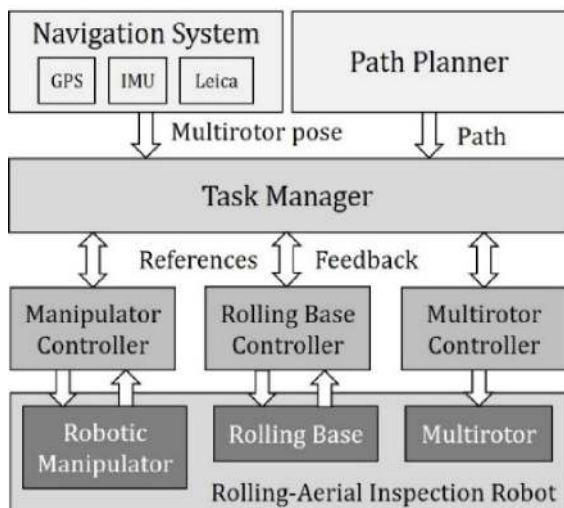 Navigation System
GPS
IMU
Leica
Path Planner
Multirotor pose
Path
Task Manager
References
Feedback
Manipulator
Controller
Rolling Base
Controller
Multirotor
Controller
Robotic
Manipulator
Rolling Base
Multirotor
Rolling-Aerial Inspection Robot